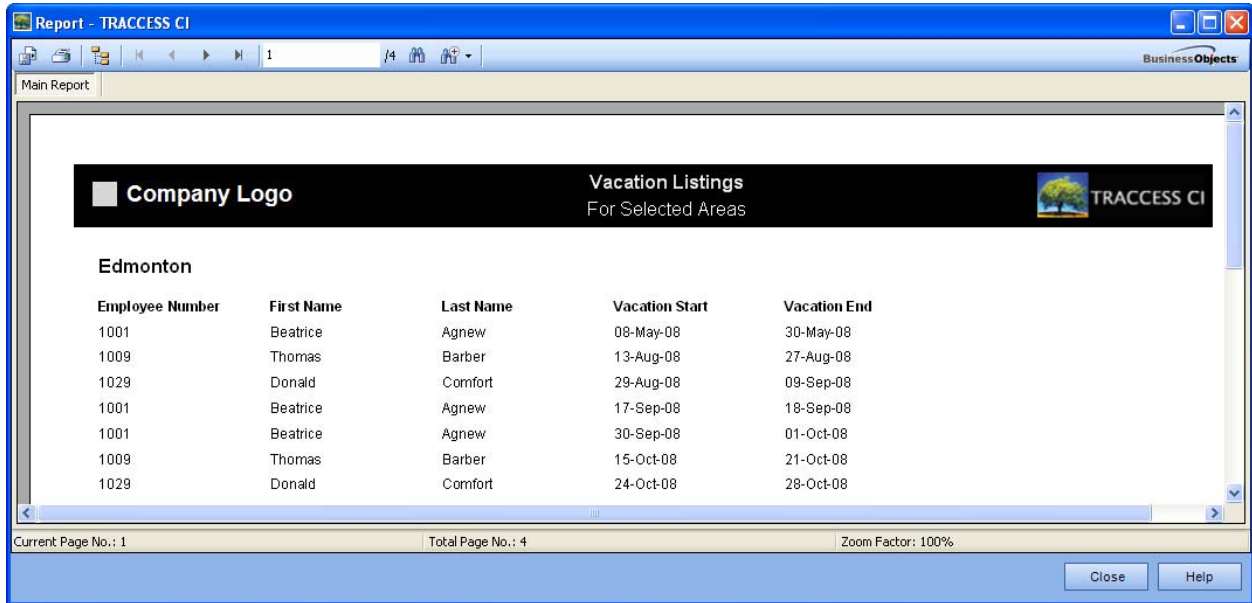 Report - TRACCESS CI
1 /4 BusinessObjects
Main Report
Company Logo
Vacation Listings
For Selected Areas
TRACCESS CI
Edmonton
Employee Number First Name Last Name Vacation Start Vacation End
1001 Beatrice Agnew 08-May-08 30-May-08
1009 Thomas Barber 13-Aug-08 27-Aug-08
1029 Donald Comfort 29-Aug-08 09-Sep-08
1001 Beatrice Agnew 17-Sep-08 18-Sep-08
1001 Beatrice Agnew 30-Sep-08 01-Oct-08
1009 Thomas Barber 15-Oct-08 21-Oct-08
1029 Donald Comfort 24-Oct-08 28-Oct-08
Current Page No.: 1 Total Page No.: 4 Zoom Factor: 100%
Close Help